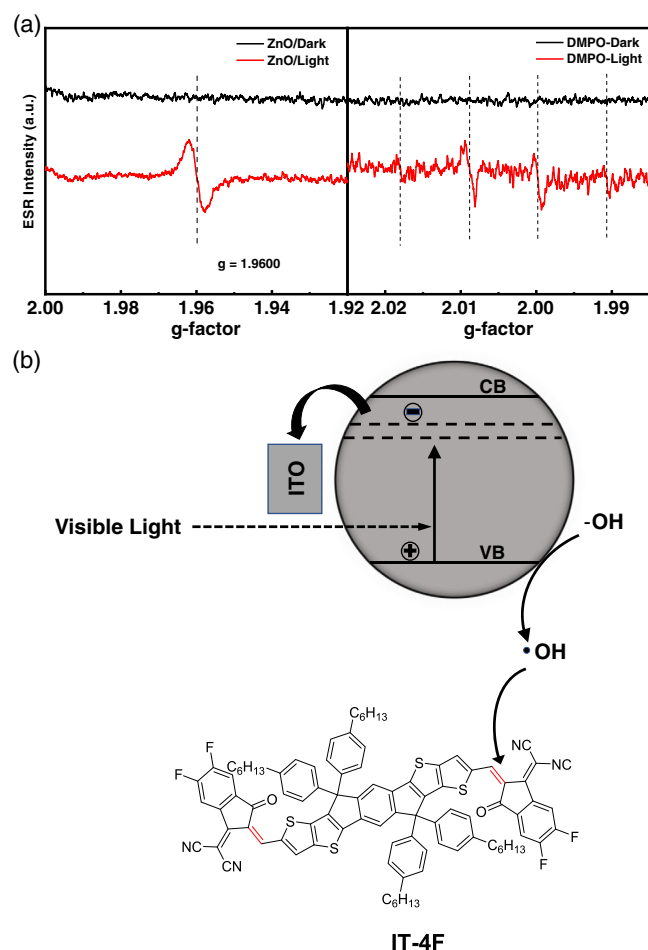 (a)
ZnO/Dark
ZnO/Light
DMPO-Dark
DMPO-Light
ESR Intensity (a.u.)
g = 1.9600
2.00 1.98 1.96 1.94 1.92 2.02 2.01 2.00 1.99
g-factor g-factor
(b)
CB
ITO
Visible Light
-OH
VB
•OH
C₆H₁₃
C₆H₁₃
NC
NC
F
F
O
S
S
O
S
S
NC
CN
F
F
C₆H₁₃
C₆H₁₃
IT-4F